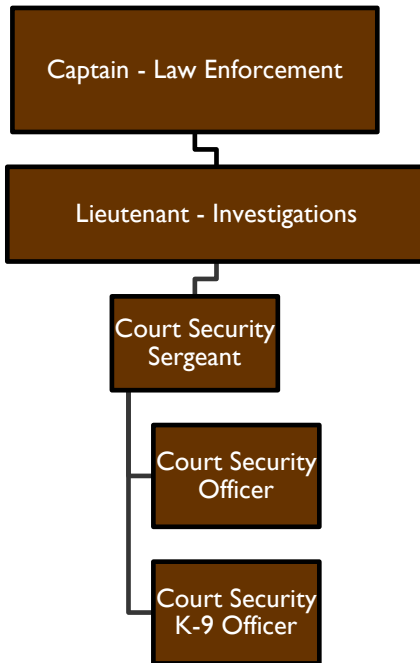 Captain - Law Enforcement
Lieutenant - Investigations
Court Security
Sergeant
Court Security
Officer
Court Security
K-9 Officer